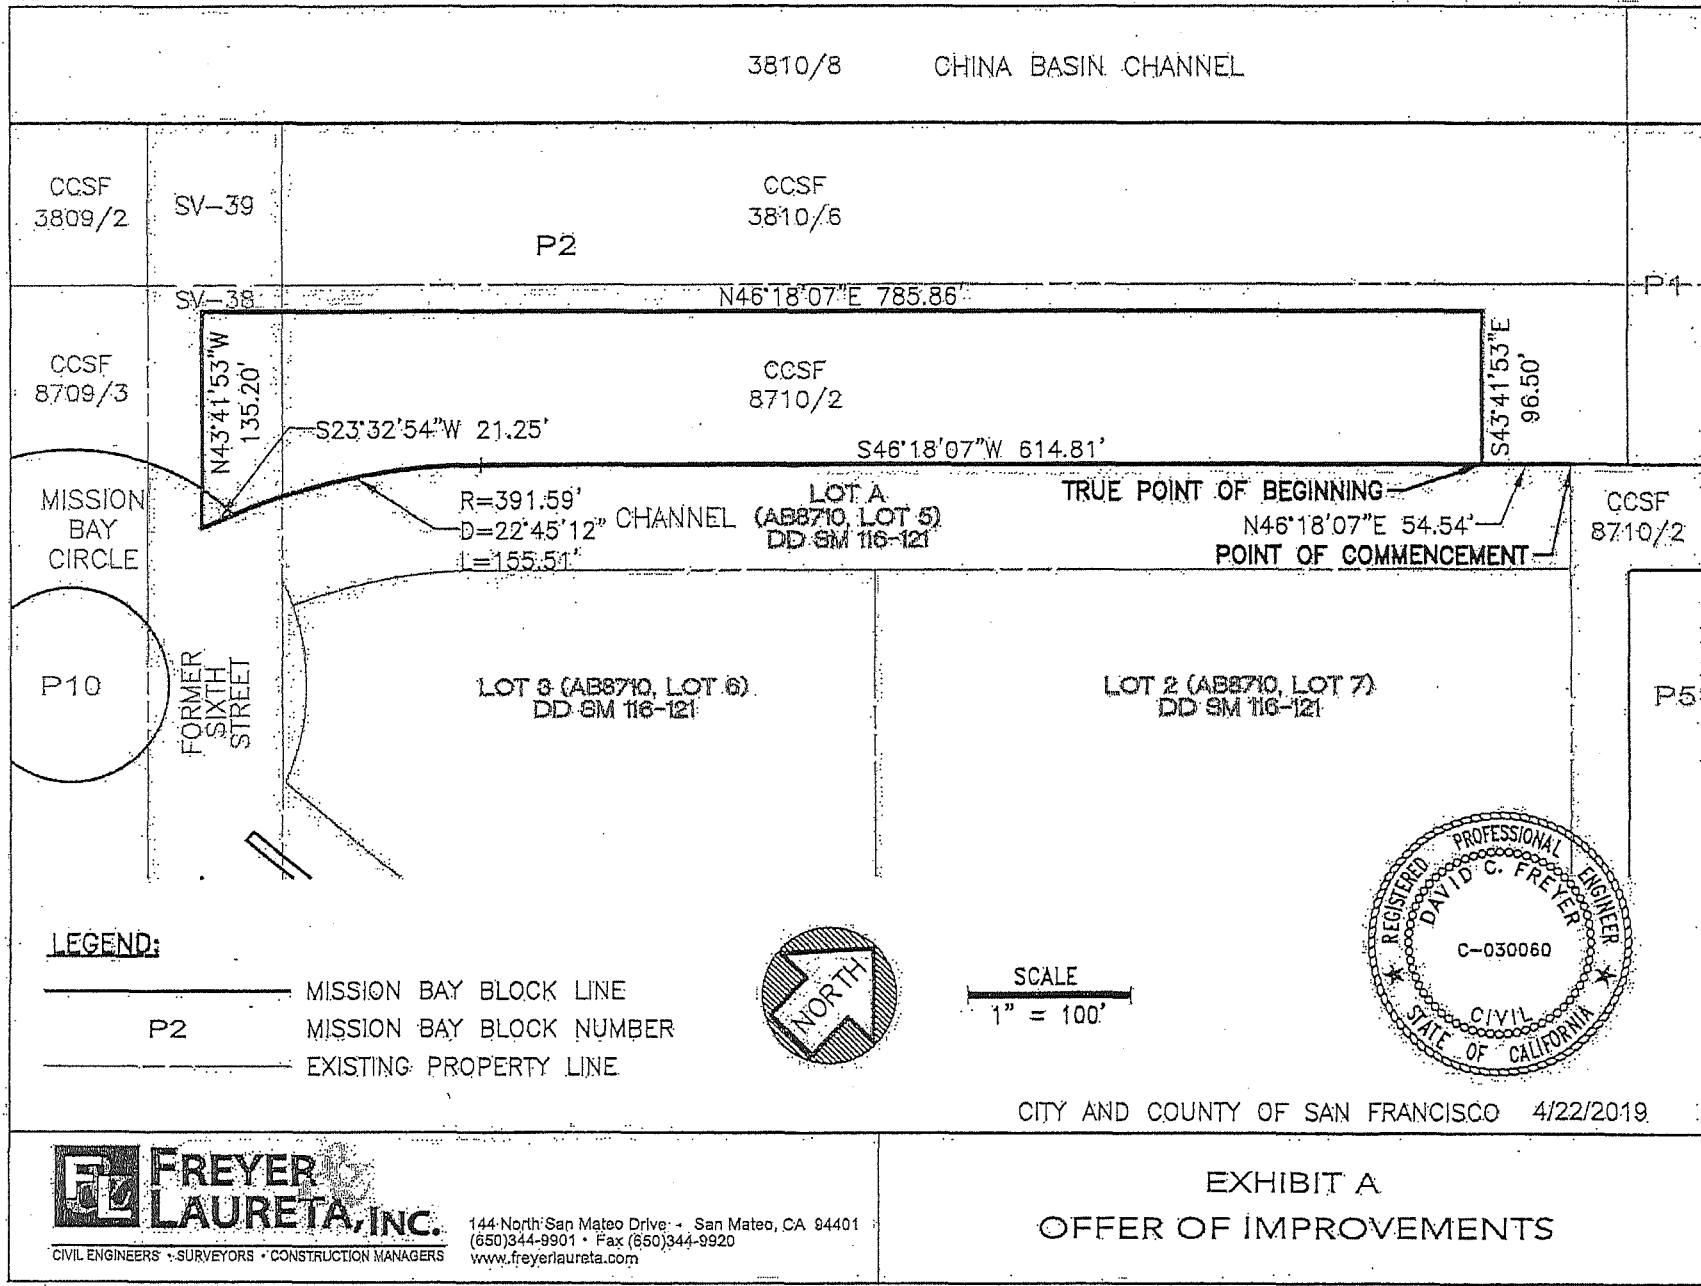 3810/8 CHINA BASIN CHANNEL
CCSF
3809/2
SV-39
CCSF
3810/6
P2
SV-38
N46°18'07"E 785.86'
P1
CCSF
8709/3
N43°41'53"W
135.20'
CCSF
8710/2
S43°41'53"E
96.50'
S23°32'54"W 21.25'
S46°18'07"W 614.81'
MISSION
BAY
CIRCLE
R=391.59'
D=22°45'12"
L=155.51'
CHANNEL
LOT A
(AB8710, LOT 5)
DD SM 116-121
TRUE POINT OF BEGINNING
N46°18'07"E 54.54'
POINT OF COMMENCEMENT
CCSF
8710/2
P10
FORMER
SIXTH
STREET
LOT 3 (AB8710, LOT 6)
DD SM 116-121
LOT 2 (AB8710, LOT 7)
DD SM 116-121
P5
LEGEND:
MISSION BAY BLOCK LINE
P2 MISSION BAY BLOCK NUMBER
EXISTING PROPERTY LINE
NORTH
SCALE
1" = 100'
REGISTERED PROFESSIONAL ENGINEER
DAVID C. FREYER
C-030060
CIVIL
STATE OF CALIFORNIA
CITY AND COUNTY OF SAN FRANCISCO 4/22/2019
FL
FREYER &
LAURETA, INC.
CIVIL ENGINEERS • SURVEYORS • CONSTRUCTION MANAGERS
144 North San Mateo Drive • San Mateo, CA 94401
(650)344-9901 • Fax (650)344-9920
www.freyerlaureta.com
EXHIBIT A
OFFER OF IMPROVEMENTS